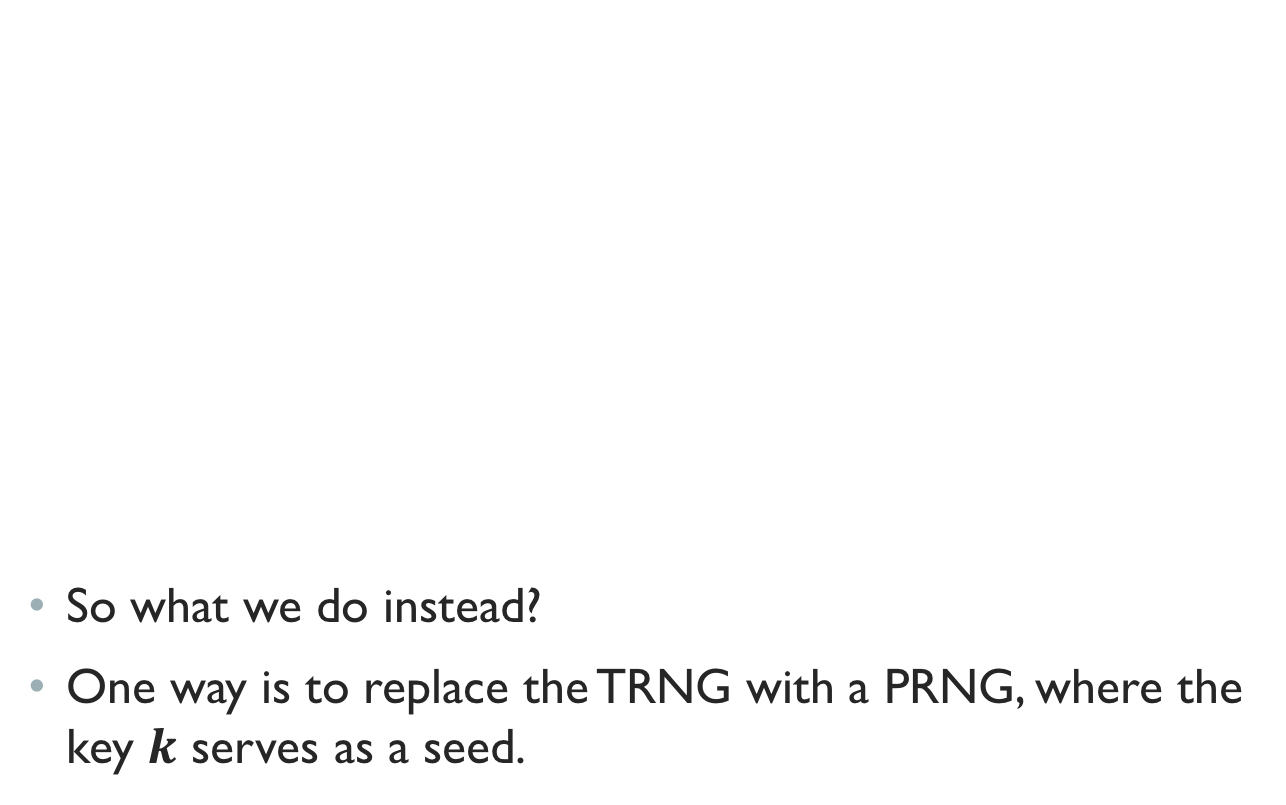 • So what we do instead?
• One way is to replace the TRNG with a PRNG, where the
key k serves as a seed.